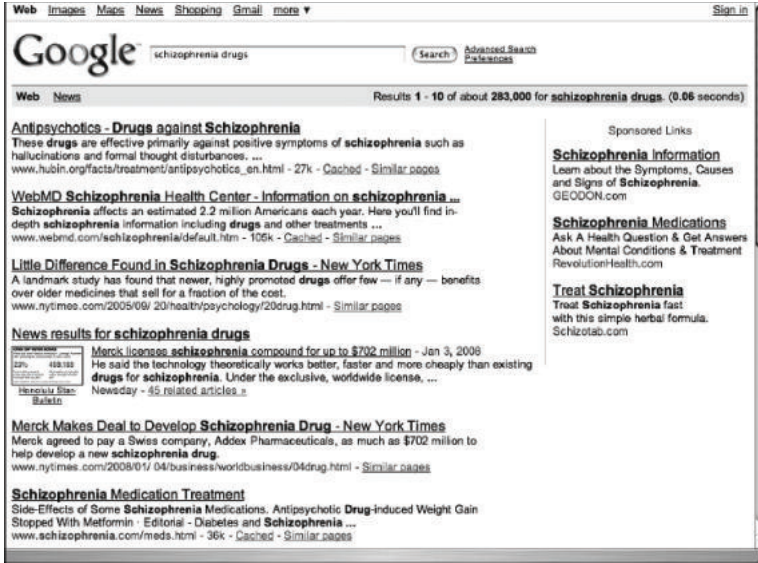 Web Images Maps News Shopping Gmail more ▼ Sign in
Google™ schizophrenia drugs Search Advanced Search
Preferences
Web News Results 1 - 10 of about 283,000 for schizophrenia drugs. (0.06 seconds)
Antipsychotics - Drugs against Schizophrenia
These drugs are effective primarily against positive symptoms of schizophrenia such as
hallucinations and formal thought disturbances. ...
www.hubin.org/facts/treatment/antipsychotics_en.html - 27k - Cached - Similar pages
WebMD Schizophrenia Health Center - Information on schizophrenia ...
Schizophrenia affects an estimated 2.2 million Americans each year. Here you'll find in-
depth schizophrenia information including drugs and other treatments ...
www.webmd.com/schizophrenia/default.htm - 105k - Cached - Similar pages
Little Difference Found in Schizophrenia Drugs - New York Times
A landmark study has found that newer, highly promoted drugs offer few — if any — benefits
over older medicines that sell for a fraction of the cost.
www.nytimes.com/2005/09/ 20/health/psychology/20drug.html - Similar pages
News results for schizophrenia drugs
Merck licenses schizophrenia compound for up to $702 million - Jan 3, 2008
He said the technology theoretically works better, faster and more cheaply than existing
drugs for schizophrenia. Under the exclusive, worldwide license, ...
Newsday - 45 related articles »
Honolulu Star-
Bulletin
Merck Makes Deal to Develop Schizophrenia Drug - New York Times
Merck agreed to pay a Swiss company, Addex Pharmaceuticals, as much as $702 million to
help develop a new schizophrenia drug.
www.nytimes.com/2008/01/ 04/business/worldbusiness/04drug.html - Similar pages
Schizophrenia Medication Treatment
Side-Effects of Some Schizophrenia Medications. Antipsychotic Drug-induced Weight Gain
Stopped With Metformin · Editorial - Diabetes and Schizophrenia ...
www.schizophrenia.com/meds.html - 36k - Cached - Similar pages
Sponsored Links
Schizophrenia Information
Learn about the Symptoms, Causes
and Signs of Schizophrenia.
GEODON.com
Schizophrenia Medications
Ask A Health Question & Get Answers
About Mental Conditions & Treatment
RevolutionHealth.com
Treat Schizophrenia
Treat Schizophrenia fast
with this simple herbal formula.
Schizotab.com